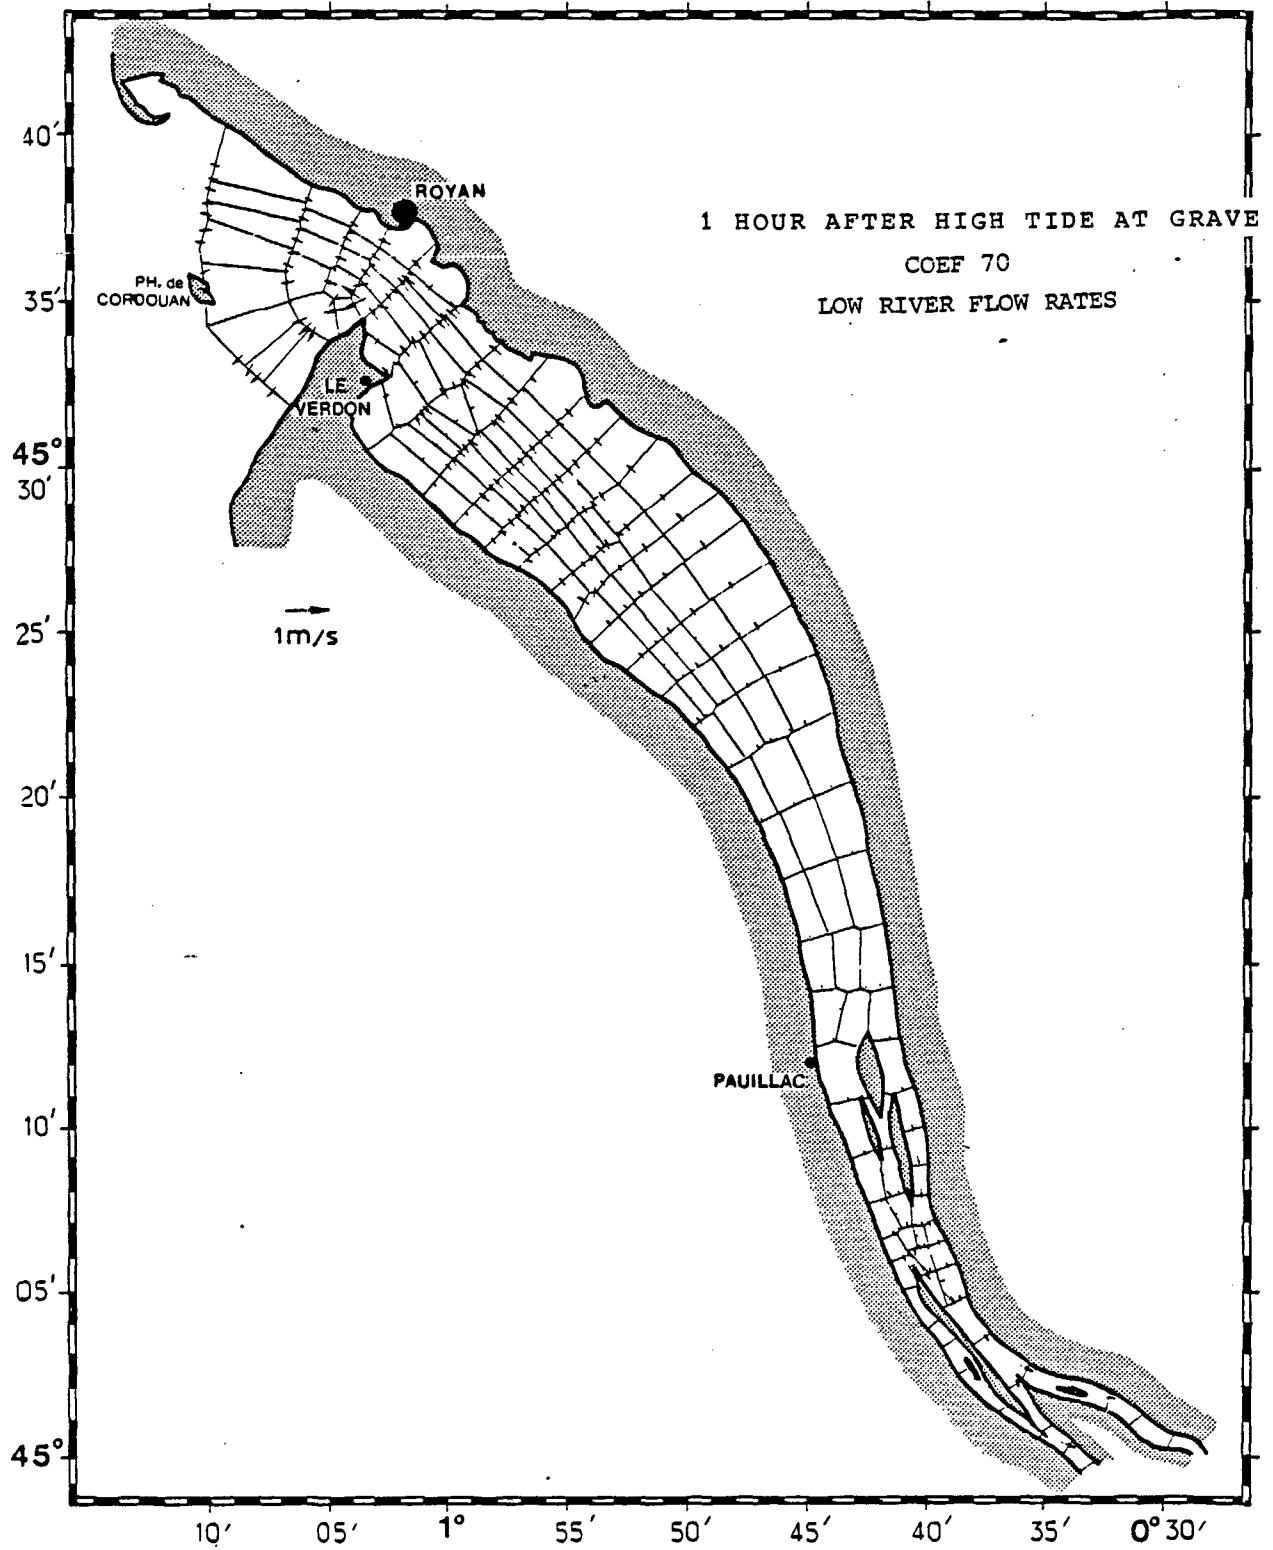 40′
ROYAN
1 HOUR AFTER HIGH TIDE AT GRAVE
COEF 70
LOW RIVER FLOW RATES
PH. de
CORDOUAN
35′
LE
VERDON
45°
30′
25′
1m/s
20′
15′
PAUILLAC
10′
05′
45°
10′ 05′ 1° 55′ 50′ 45′ 40′ 35′ 0° 30′